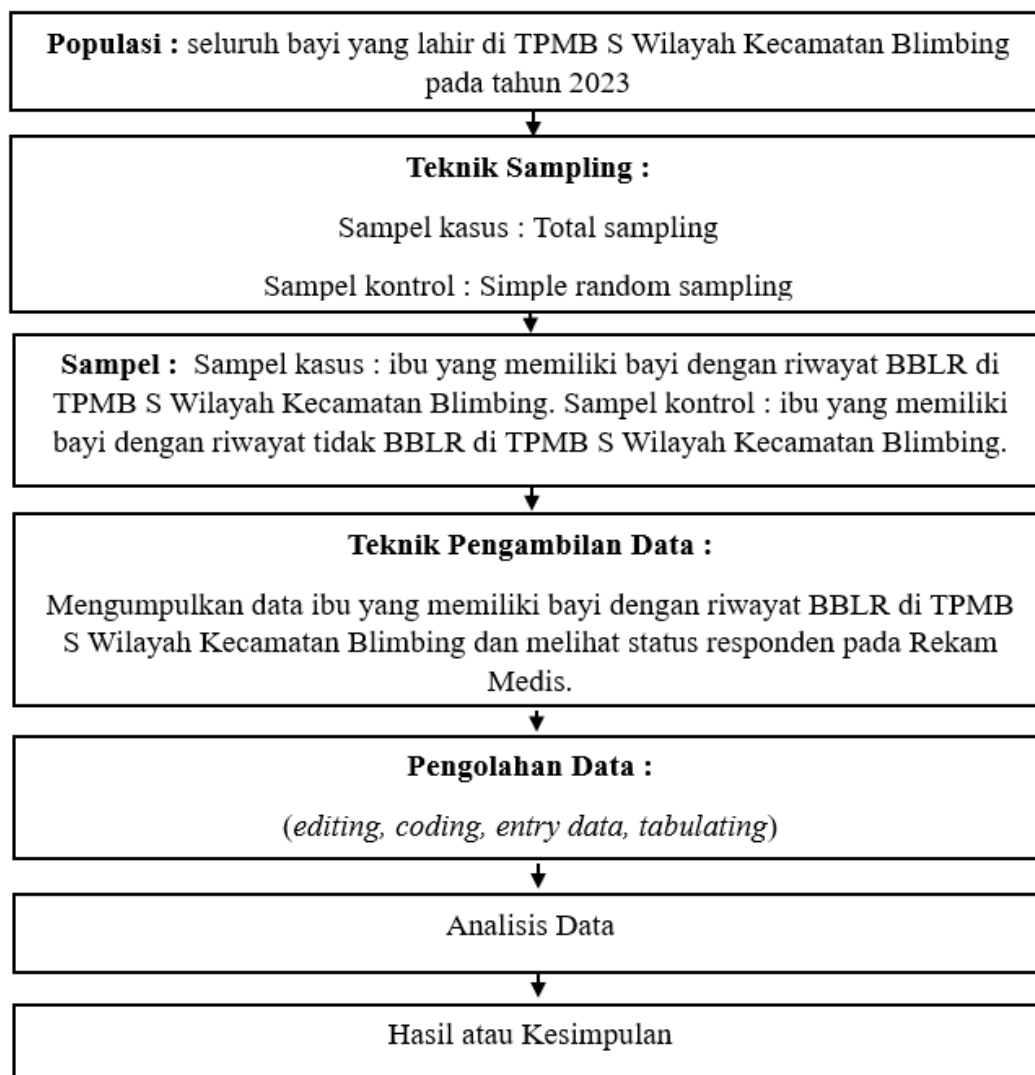 Populasi : seluruh bayi yang lahir di TPMB S Wilayah Kecamatan Blimbing
pada tahun 2023
Teknik Sampling :
Sampel kasus : Total sampling
Sampel kontrol : Simple random sampling
Sampel : Sampel kasus : ibu yang memiliki bayi dengan riwayat BBLR di
TPMB S Wilayah Kecamatan Blimbing. Sampel kontrol : ibu yang memiliki
bayi dengan riwayat tidak BBLR di TPMB S Wilayah Kecamatan Blimbing.
Teknik Pengambilan Data :
Mengumpulkan data ibu yang memiliki bayi dengan riwayat BBLR di TPMB
S Wilayah Kecamatan Blimbing dan melihat status responden pada Rekam
Medis.
Pengolahan Data :
(editing, coding, entry data, tabulating)
Analisis Data
Hasil atau Kesimpulan